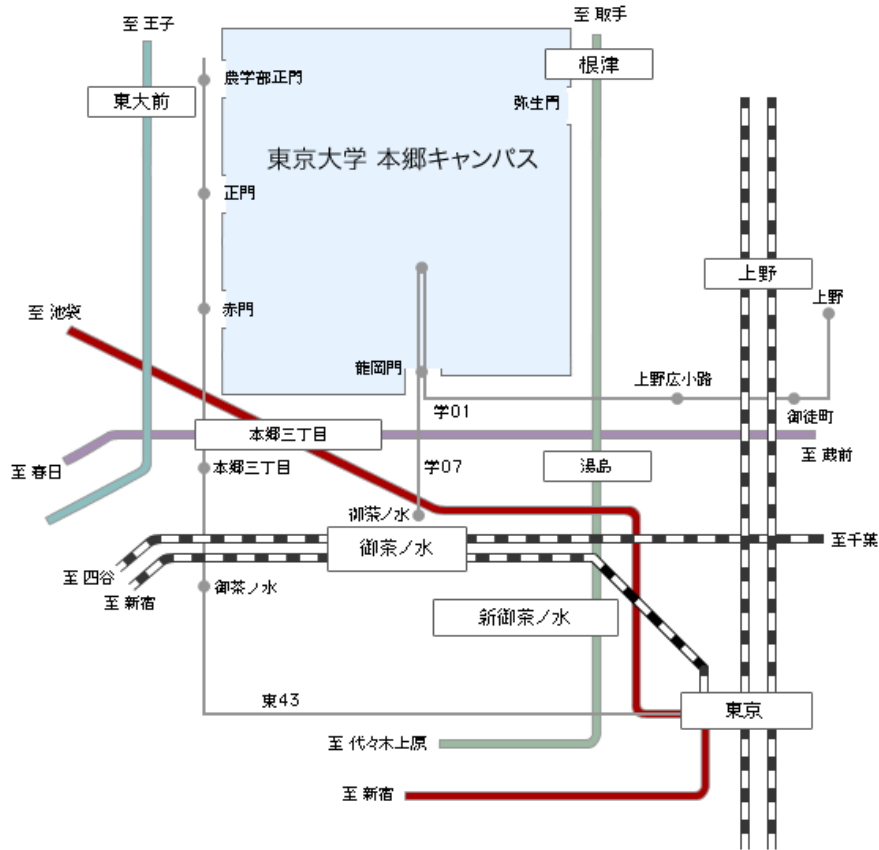 至 王子
至 取手
農学部正門
根津
東大前
弥生門
東京大学 本郷キャンパス
正門
上野
上野
至 池袋
赤門
龍岡門
上野広小路
学01
御徒町
本郷三丁目
至 蔵前
至 春日
本郷三丁目
学07
湯島
御茶ノ水
御茶ノ水
至千葉
至 四谷
御茶ノ水
至 新宿
新御茶ノ水
東43
東京
至 代々木上原
至 新宿